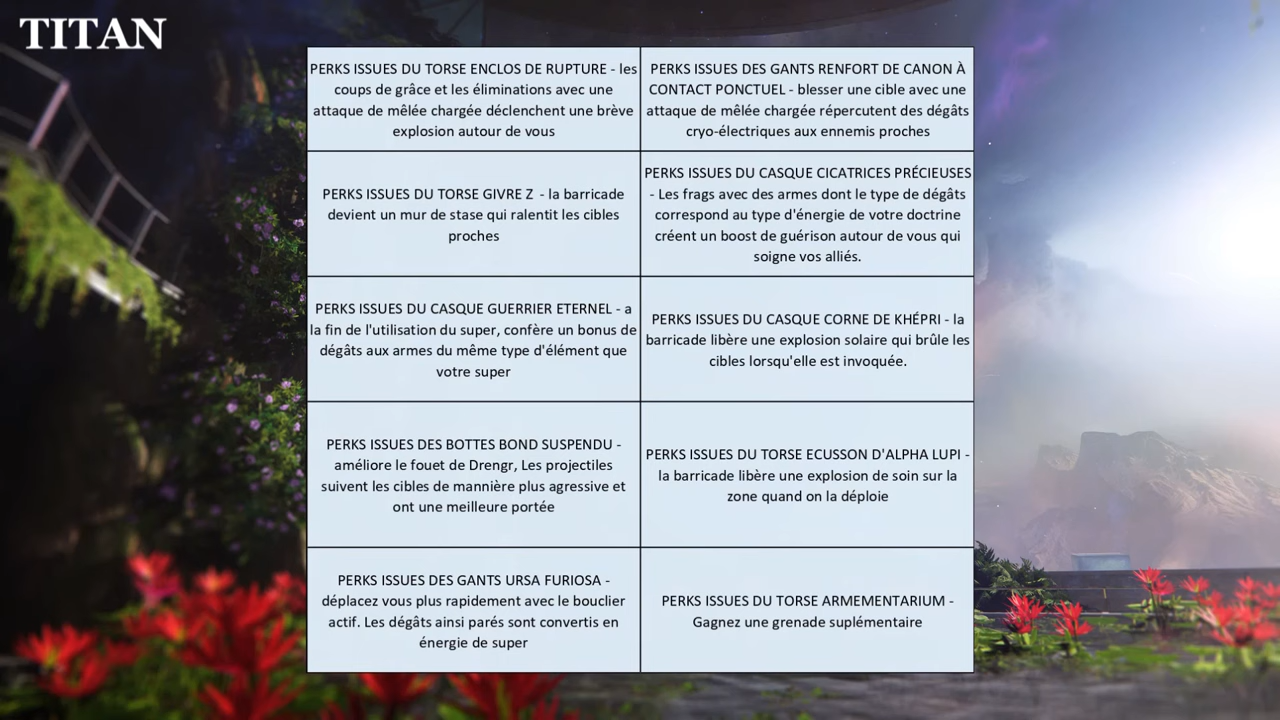 TITAN
PERKS ISSUES DU TORSE ENCLOS DE RUPTURE - les
coups de grâce et les éliminations avec une
attaque de mêlée chargée déclenchent une brève
explosion autour de vous
PERKS ISSUES DES GANTS RENFORT DE CANON À
CONTACT PONCTUEL - blesser une cible avec une
attaque de mêlée chargée répercutent des dégâts
cryo-électriques aux ennemis proches
PERKS ISSUES DU TORSE GIVRE Z - la barricade
devient un mur de stase qui ralentit les cibles
proches
PERKS ISSUES DU CASQUE CICATRICES PRÉCIEUSES
- Les frags avec des armes dont le type de dégâts
correspond au type d'énergie de votre doctrine
créent un boost de guérison autour de vous qui
soigne vos alliés.
PERKS ISSUES DU CASQUE GUERRIER ETERNEL - a
la fin de l'utilisation du super, confère un bonus de
dégâts aux armes du même type d'élément que
votre super
PERKS ISSUES DU CASQUE CORNE DE KHÉPRI - la
barricade libère une explosion solaire qui brûle les
cibles lorsqu'elle est invoquée.
PERKS ISSUES DES BOTTES BOND SUSPENDU -
améliore le fouet de Drengr, Les projectiles
suivent les cibles de mannière plus agressive et
ont une meilleure portée
PERKS ISSUES DU TORSE ECUSSON D'ALPHA LUPI -
la barricade libère une explosion de soin sur la
zone quand on la déploie
PERKS ISSUES DES GANTS URSA FURIOSA -
déplacez vous plus rapidement avec le bouclier
actif. Les dégâts ainsi parés sont convertis en
énergie de super
PERKS ISSUES DU TORSE ARMEMENTARIUM -
Gagnez une grenade suplémentaire